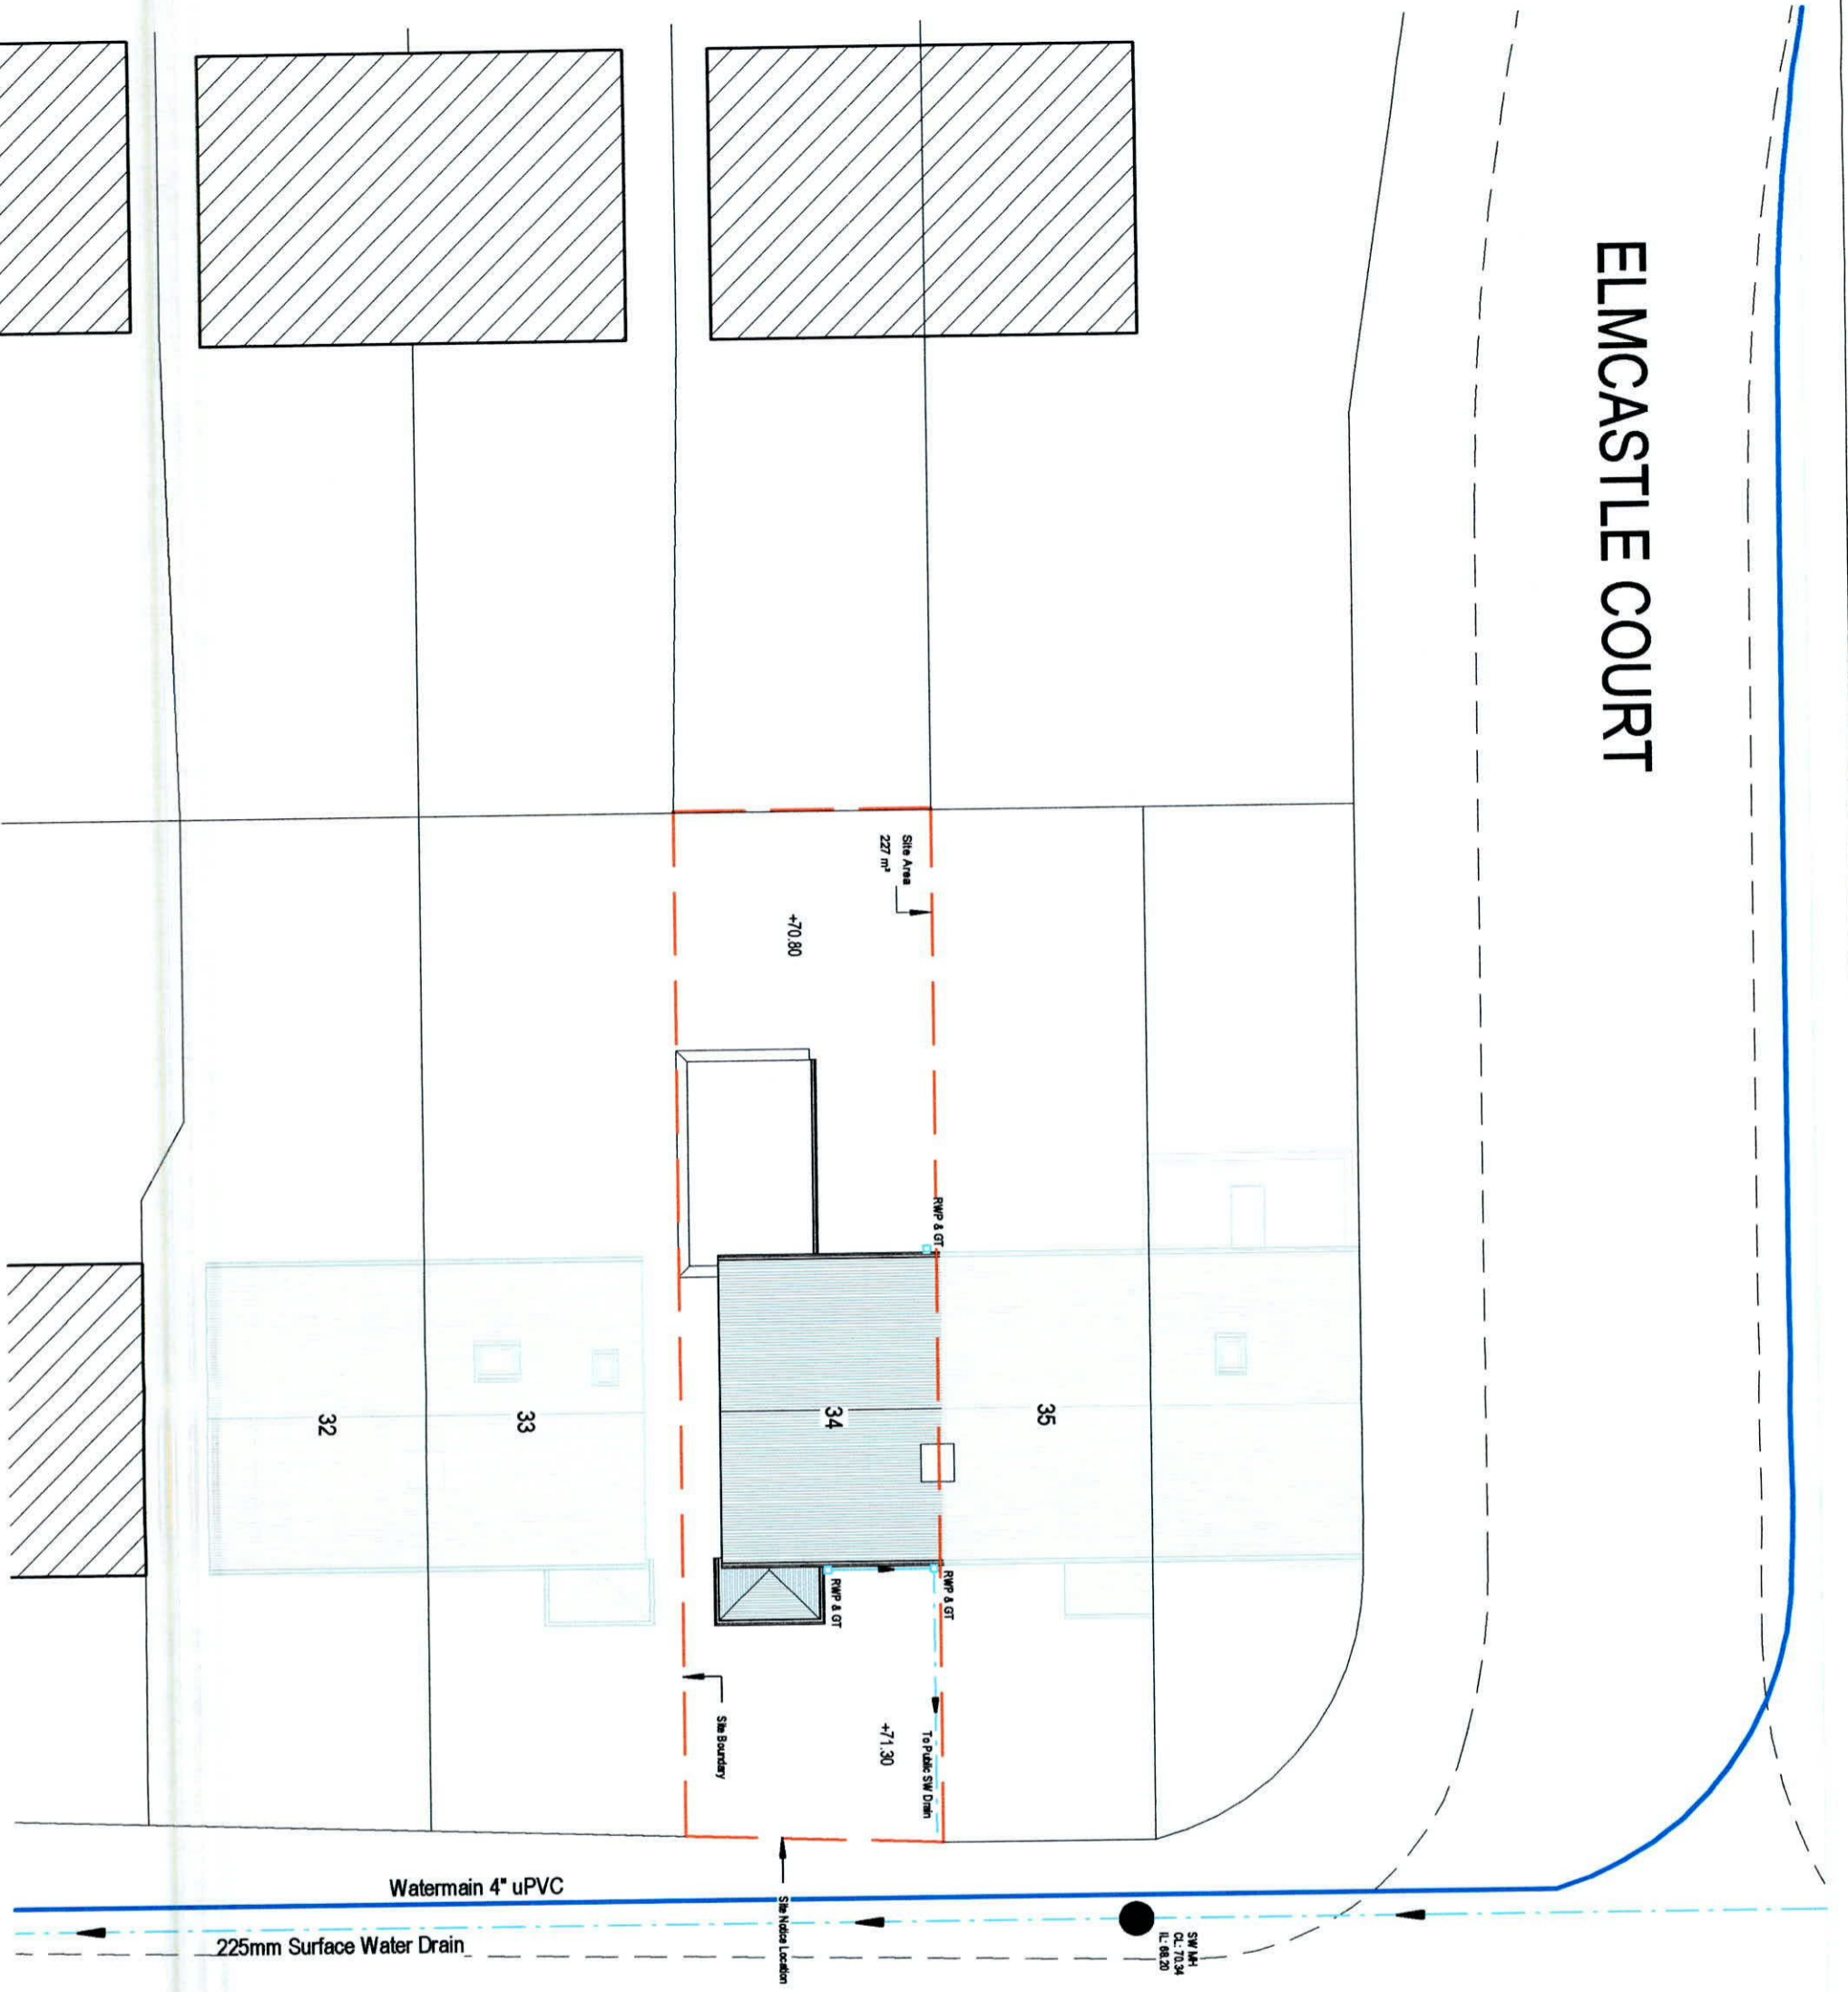 ELMCASTLE COURT
Site Area
227 m²
+70.80
RWP & GT
32
33
34
35
RWP & GT
RWP & GT
Site Boundary
+71.30
To Public SW Drain
Watermain 4" uPVC
Site Notice Location
225mm Surface Water Drain
SW MH
CL: 70.34
IL: 68.20